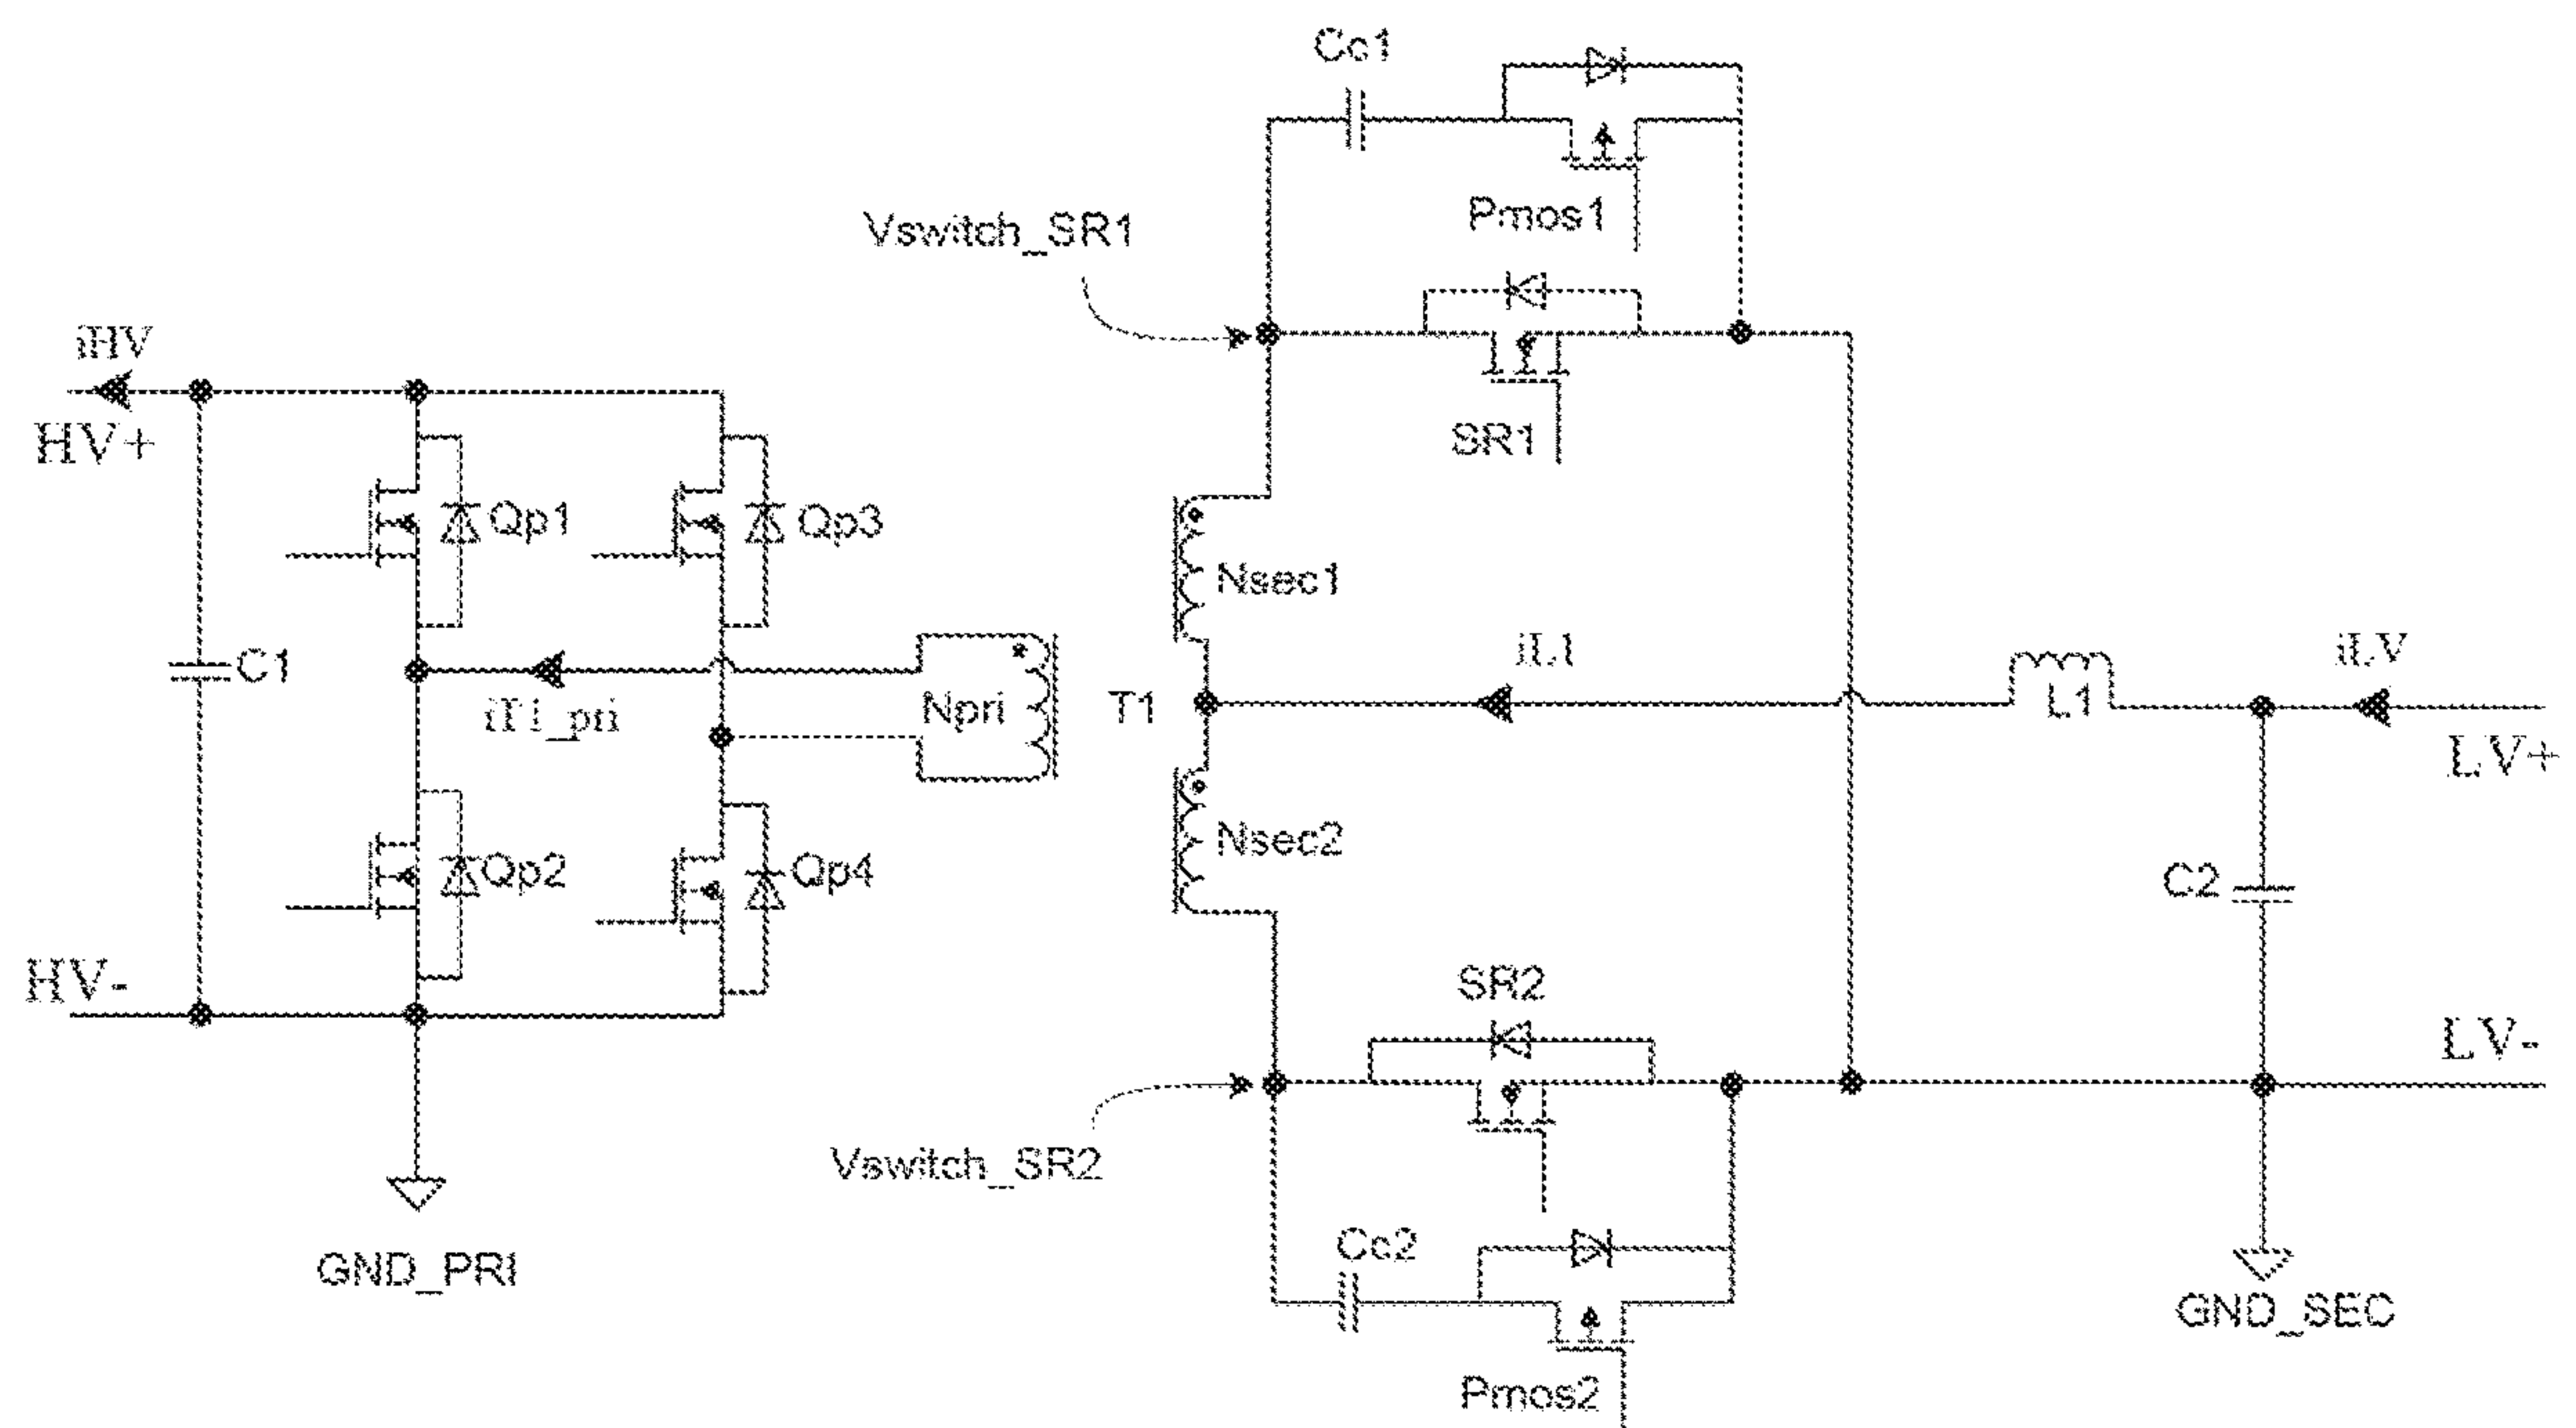 Cc1
Pmos1
Vswitch_SR1
SR1
iHV
HV+
Qp1
Qp3
Nsec1
C1
iT1_pri
Npri
T1
iL1
iLV
L1
LV+
Nsec2
Qp2
Qp4
C2
HV-
SR2
LV-
Vswitch_SR2
Cc2
GND_PRI
GND_SEC
Pmos2